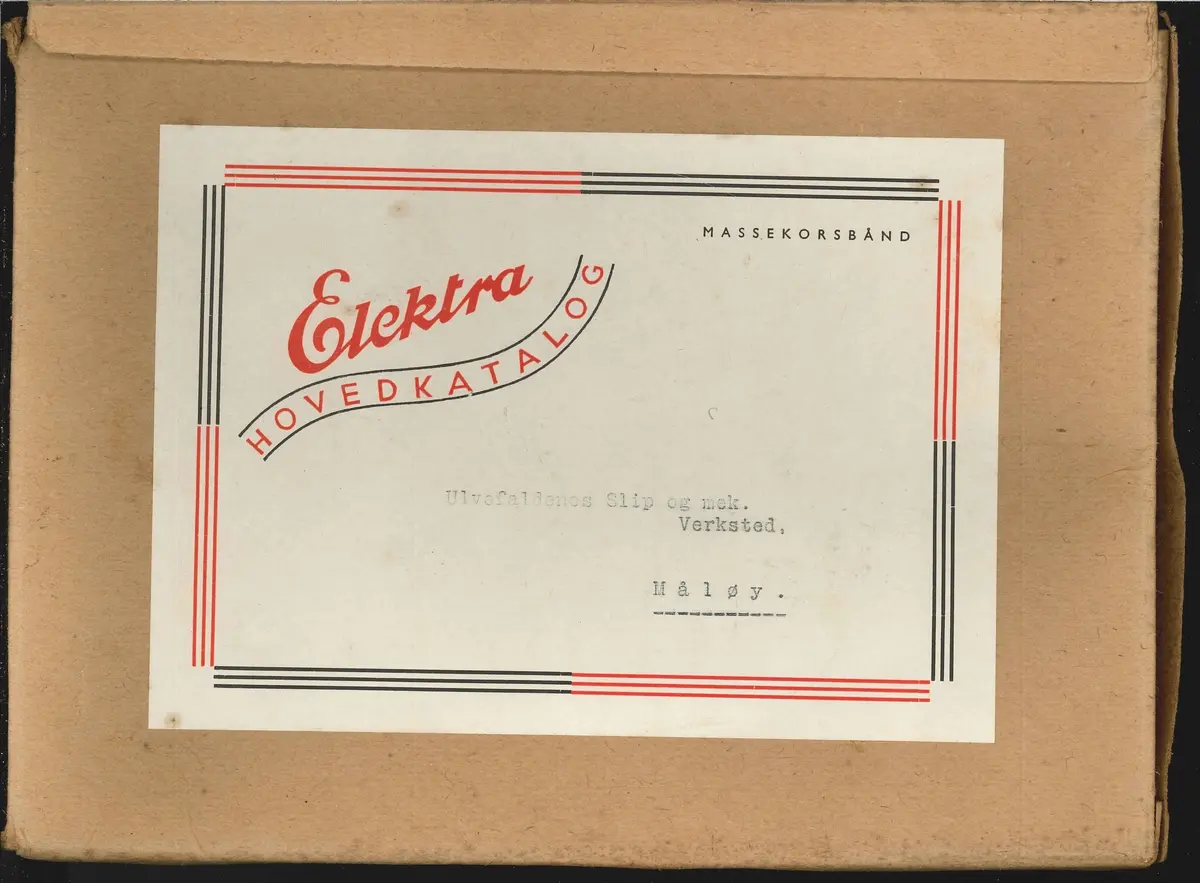 MASSEKORSBÅND
Elektra
HOVEDKATALOG
Ulvefaldenes Slip og mek.
Verksted,
Måløy.